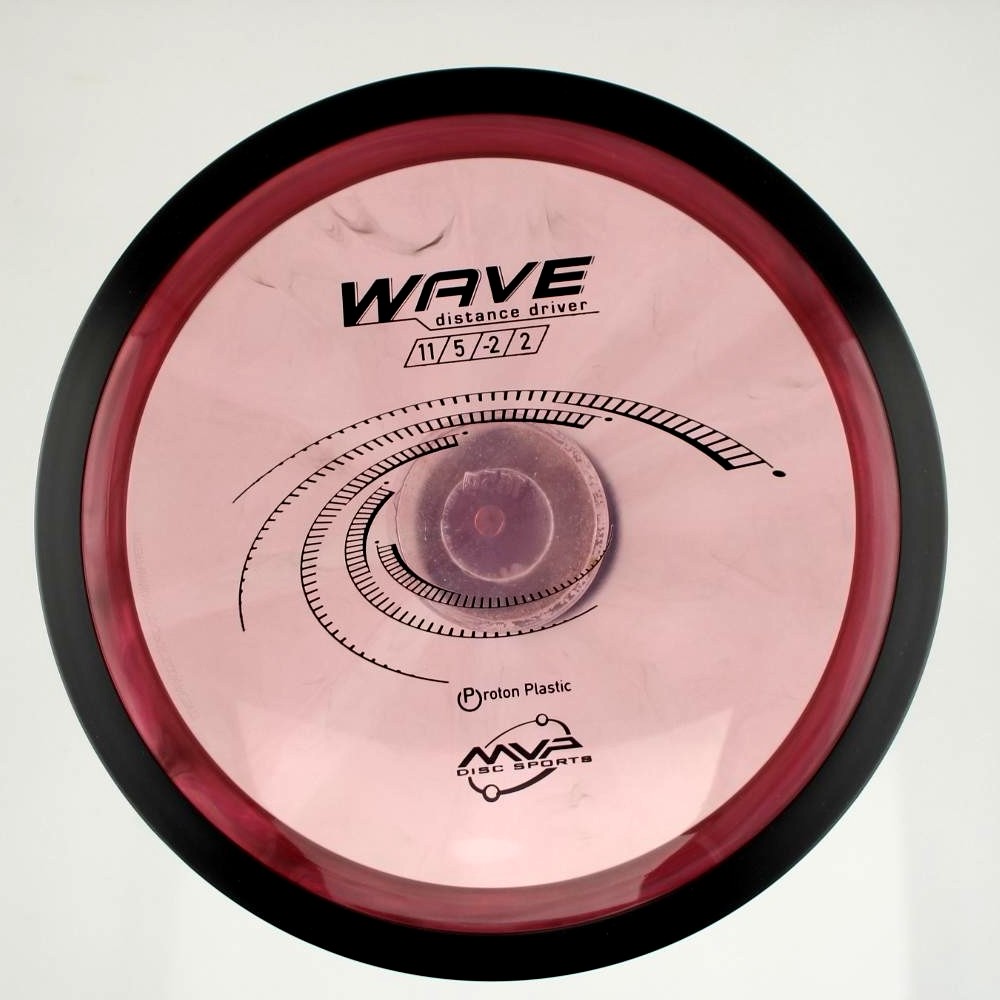 WAVE
distance driver
11 / 5 / -2 / 2
Proton Plastic
MVP
DISC SPORTS